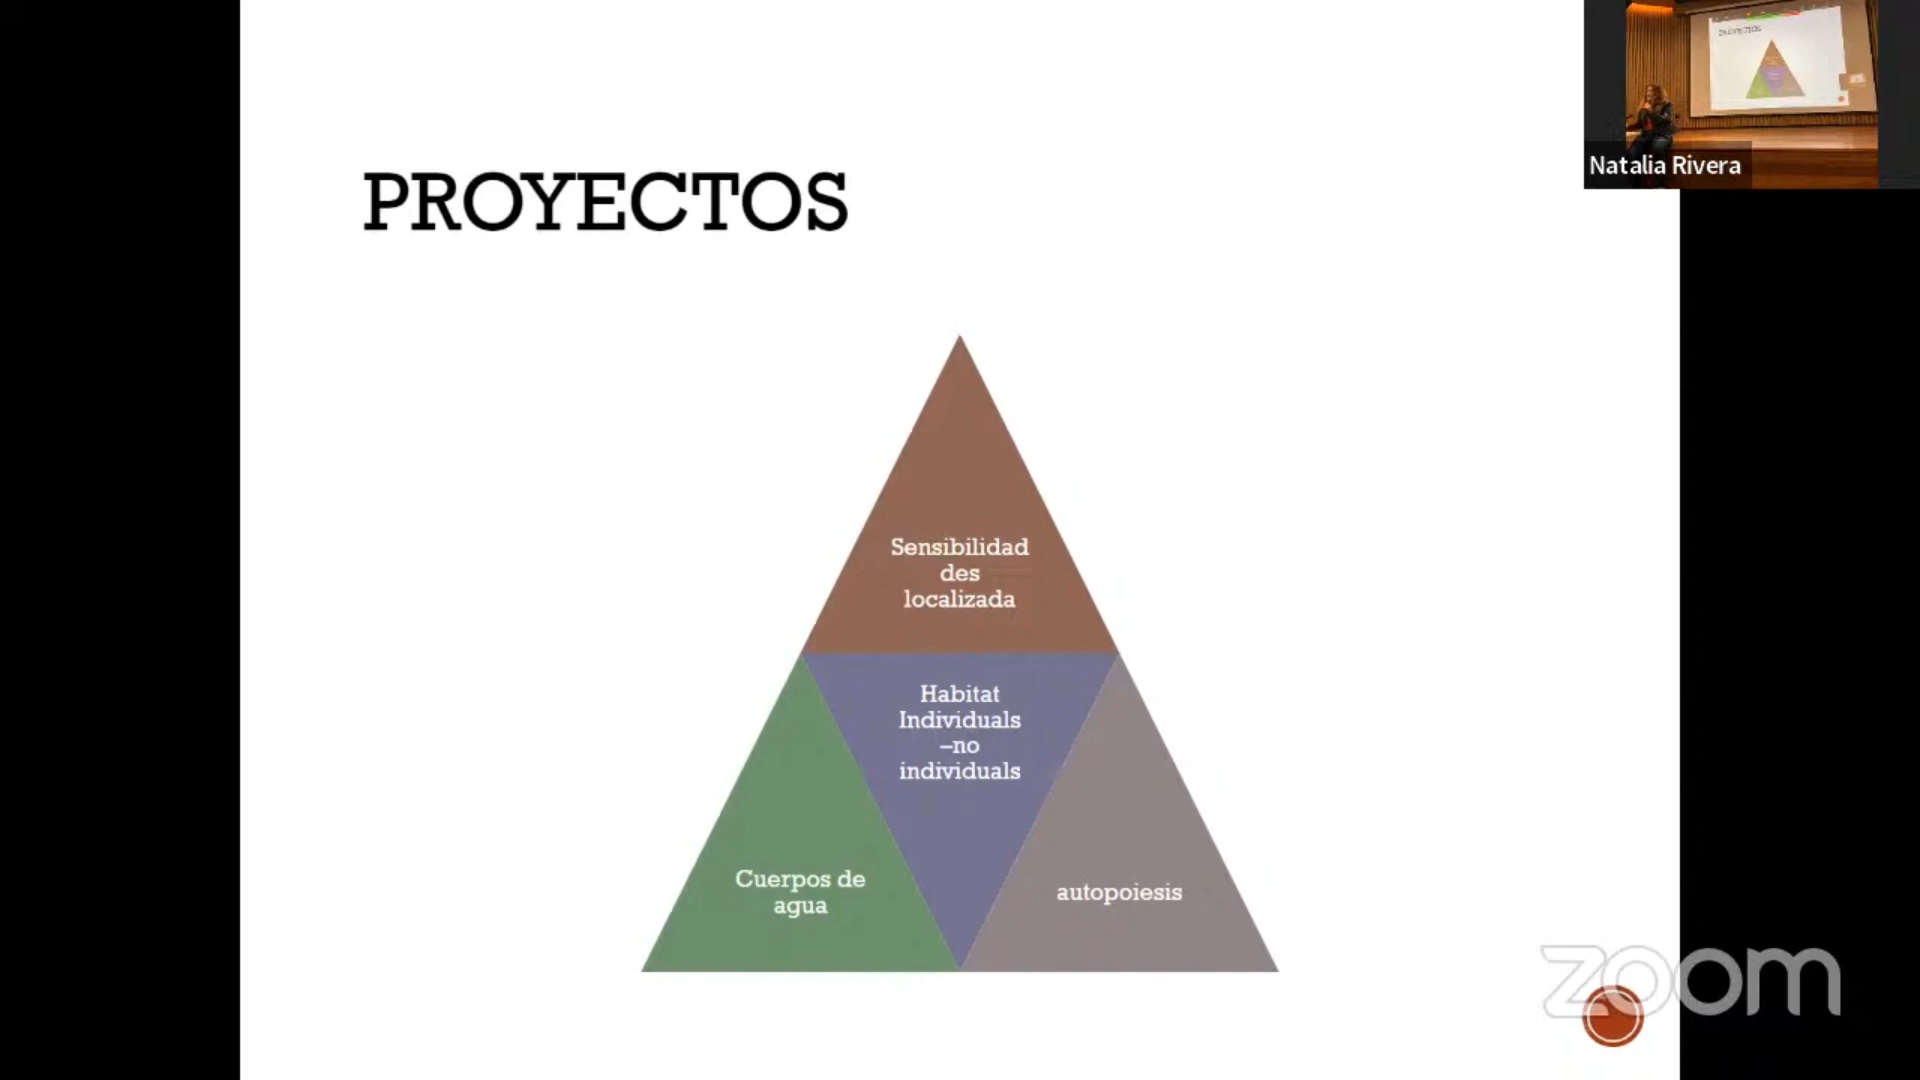 PROYECTOS
Natalia Rivera
Sensibilidad
des
localizada
Habitat
Individuals
–no
individuals
Cuerpos de
agua
autopoiesis
zoom